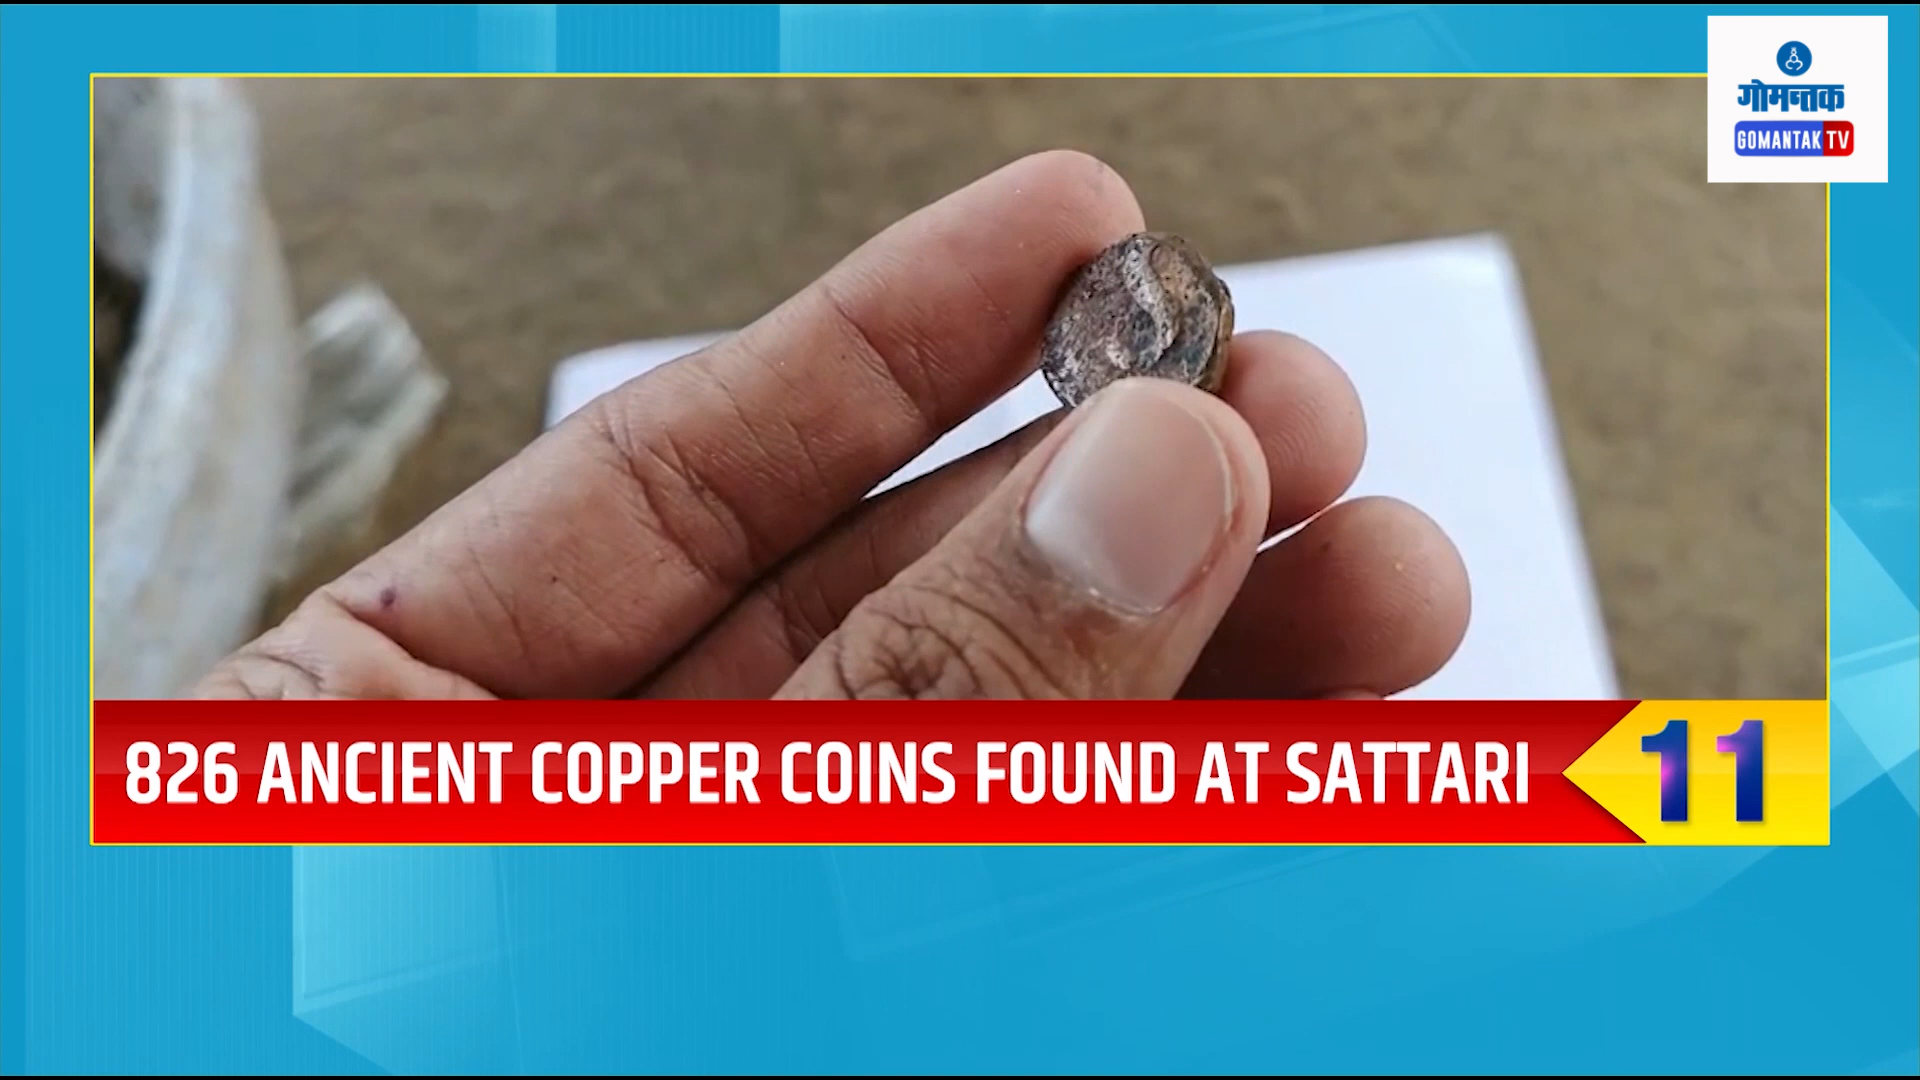 गोमन्तक
GOMANTAK TV
826 ANCIENT COPPER COINS FOUND AT SATTARI
11